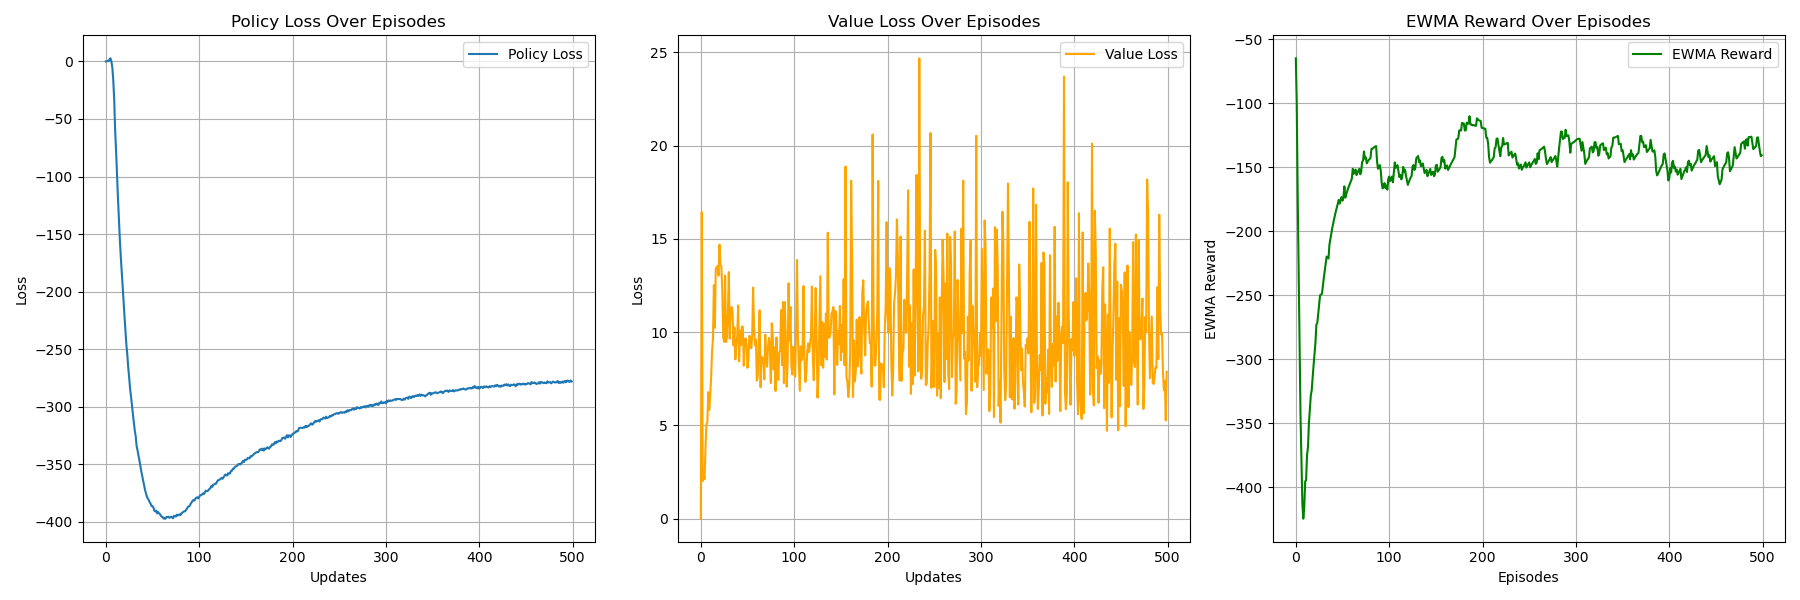 Policy Loss Over Episodes
Policy Loss
0
−50
−100
−150
−200
−250
−300
−350
−400
Loss
0 100 200 300 400 500
Updates
Value Loss Over Episodes
Value Loss
25
20
15
10
5
0
Loss
0 100 200 300 400 500
Updates
EWMA Reward Over Episodes
EWMA Reward
−50
−100
−150
−200
−250
−300
−350
−400
EWMA Reward
0 100 200 300 400 500
Episodes